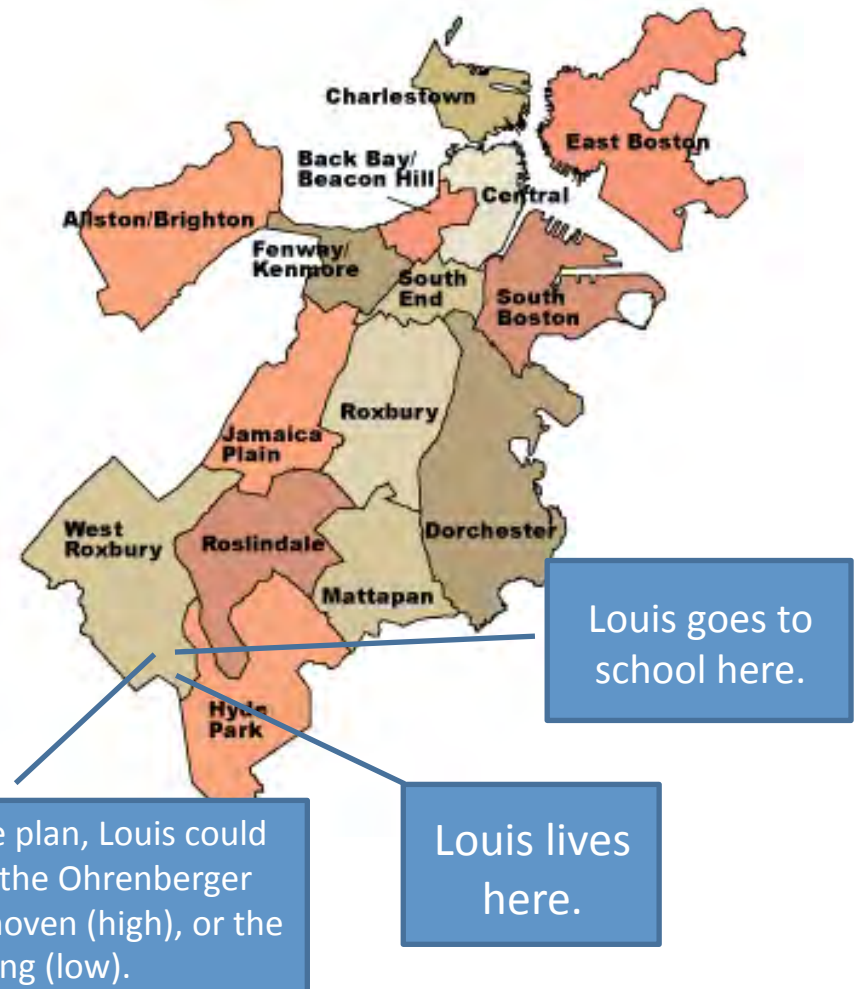 Charlestown
East Boston
Back Bay/
Beacon Hill
Central
Allston/Brighton
Fenway/
Kenmore
South
End
South
Boston
Roxbury
Jamaica
Plain
West
Roxbury
Roslindale
Dorchester
Mattapan
Louis goes to
school here.
Hyde
Park
plan, Louis could
the Ohrenberger
(high), or the
(low).
Louis lives
here.